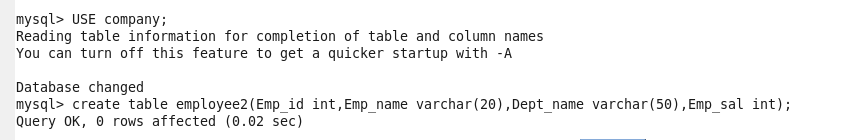 mysql> USE company;
Reading table information for completion of table and column names
You can turn off this feature to get a quicker startup with -A
Database changed
mysql> create table employee2(Emp_id int,Emp_name varchar(20),Dept_name varchar(50),Emp_sal int);
Query OK, 0 rows affected (0.02 sec)